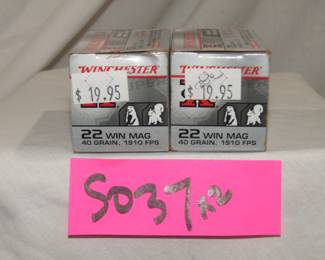 WINCHESTER
$ 19.95
22 WIN MAG
40 GRAIN, 1910 FPS
WINCHESTER
$ 19.95
22 WIN MAG
40 GRAIN, 1910 FPS
S037 x2